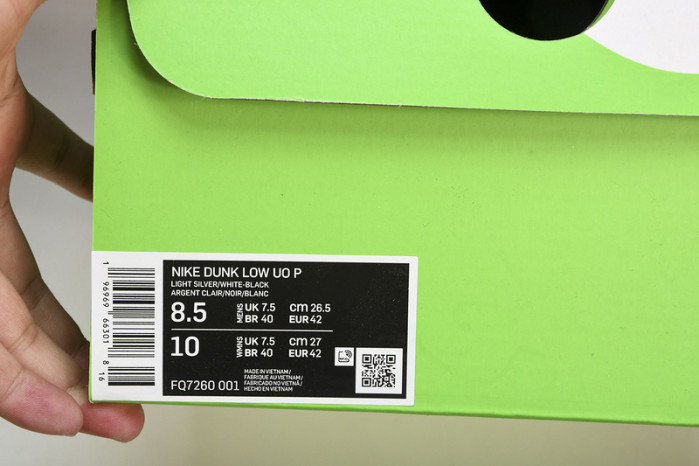 1 96969 66301 8 16
NIKE DUNK LOW UO P
LIGHT SILVER/WHITE-BLACK
ARGENT CLAIR/NOIR/BLANC
8.5 MENS UK 7.5 cm 26.5
BR 40 EUR 42
10 WMNS UK 7.5 cm 27
BR 40 EUR 42
FQ7260 001
MADE IN VIETNAM/
FABRIQUE AU VIETNAM/
FABRICADO NO VIETNÃ/
HECHO EN VIETNAM